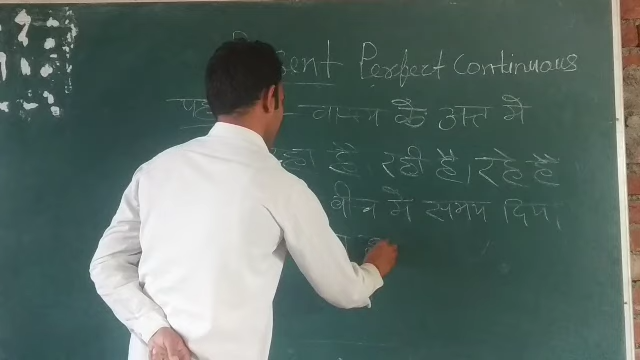 Present Perfect Continuous
वाक्य के अन्त में
रहा है, रही है, रहे हैं
बीच में समय दिया